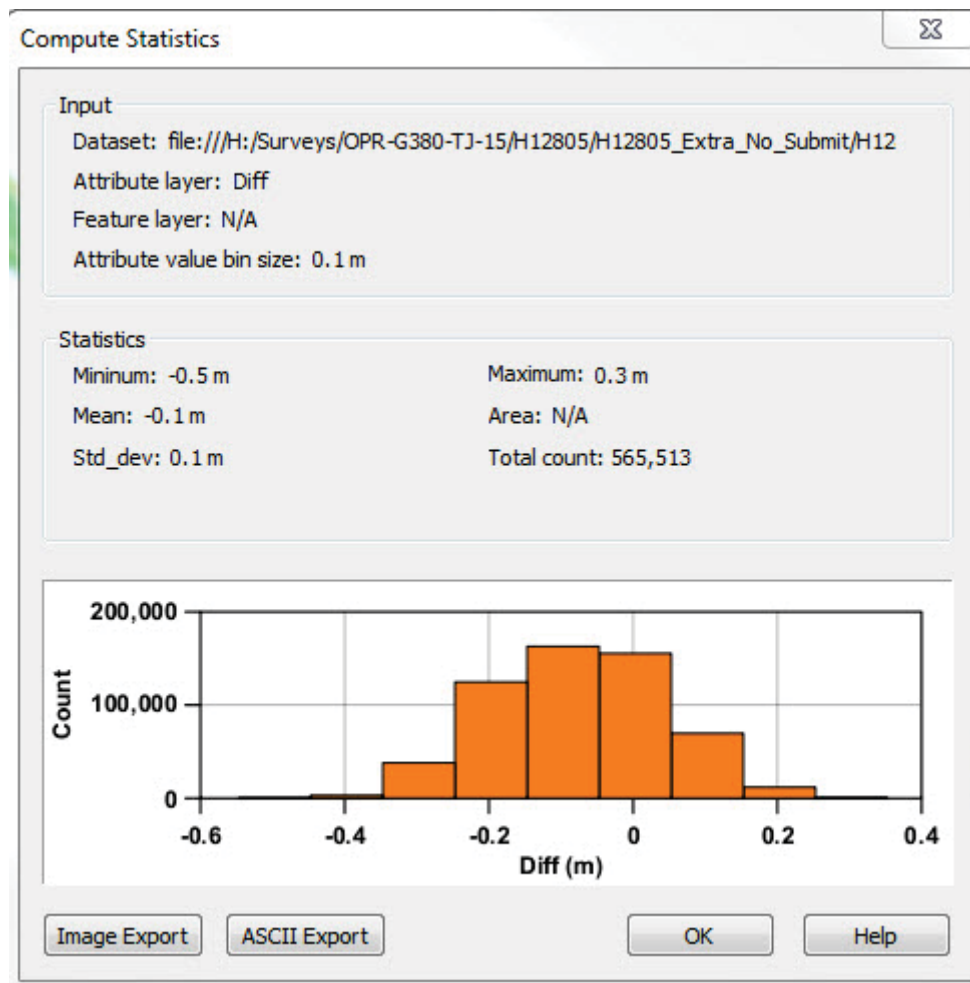 Compute Statistics
Input
Dataset: file:///H:/Surveys/OPR-G380-TJ-15/H12805/H12805_Extra_No_Submit/H12
Attribute layer: Diff
Feature layer: N/A
Attribute value bin size: 0.1 m
Statistics
Mininum: -0.5 m
Maximum: 0.3 m
Mean: -0.1 m
Area: N/A
Std_dev: 0.1 m
Total count: 565,513
200,000
100,000
0
Count
-0.6 -0.4 -0.2 0 0.2 0.4
Diff (m)
Image Export ASCII Export OK Help